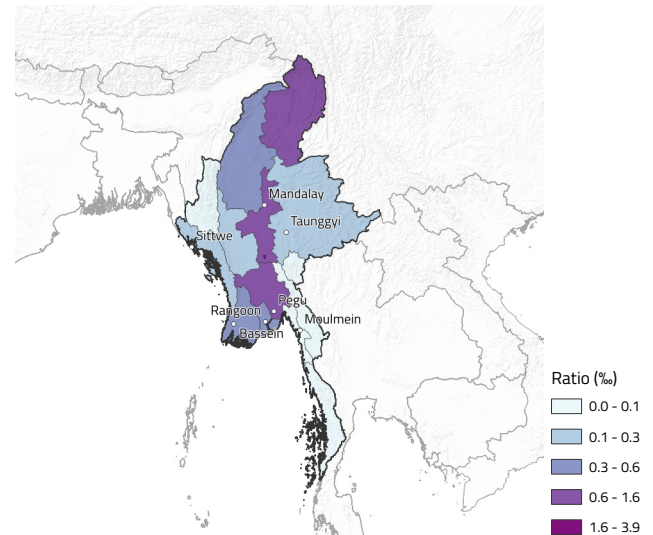 Mandalay
Taunggyi
Sittwe
Pegu
Rangoon
Moulmein
Bassein
Ratio (‰)
0.0 - 0.1
0.1 - 0.3
0.3 - 0.6
0.6 - 1.6
1.6 - 3.9